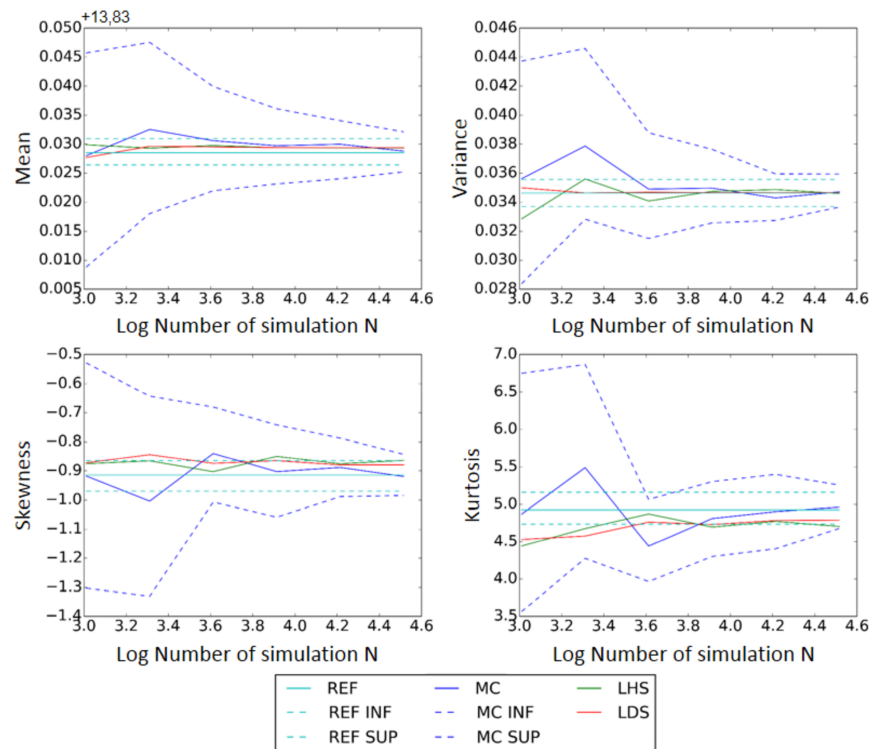 +13,83
0.050
0.045
0.040
0.035
0.030
0.025
0.020
0.015
0.010
0.005
Mean
3.0 3.2 3.4 3.6 3.8 4.0 4.2 4.4 4.6
Log Number of simulation N
0.046
0.044
0.042
0.040
0.038
0.036
0.034
0.032
0.030
0.028
Variance
3.0 3.2 3.4 3.6 3.8 4.0 4.2 4.4 4.6
Log Number of simulation N
−0.5
−0.6
−0.7
−0.8
−0.9
−1.0
−1.1
−1.2
−1.3
−1.4
Skewness
3.0 3.2 3.4 3.6 3.8 4.0 4.2 4.4 4.6
Log Number of simulation N
7.0
6.5
6.0
5.5
5.0
4.5
4.0
3.5
Kurtosis
3.0 3.2 3.4 3.6 3.8 4.0 4.2 4.4 4.6
Log Number of simulation N
REF MC LHS
REF INF MC INF LDS
REF SUP MC SUP